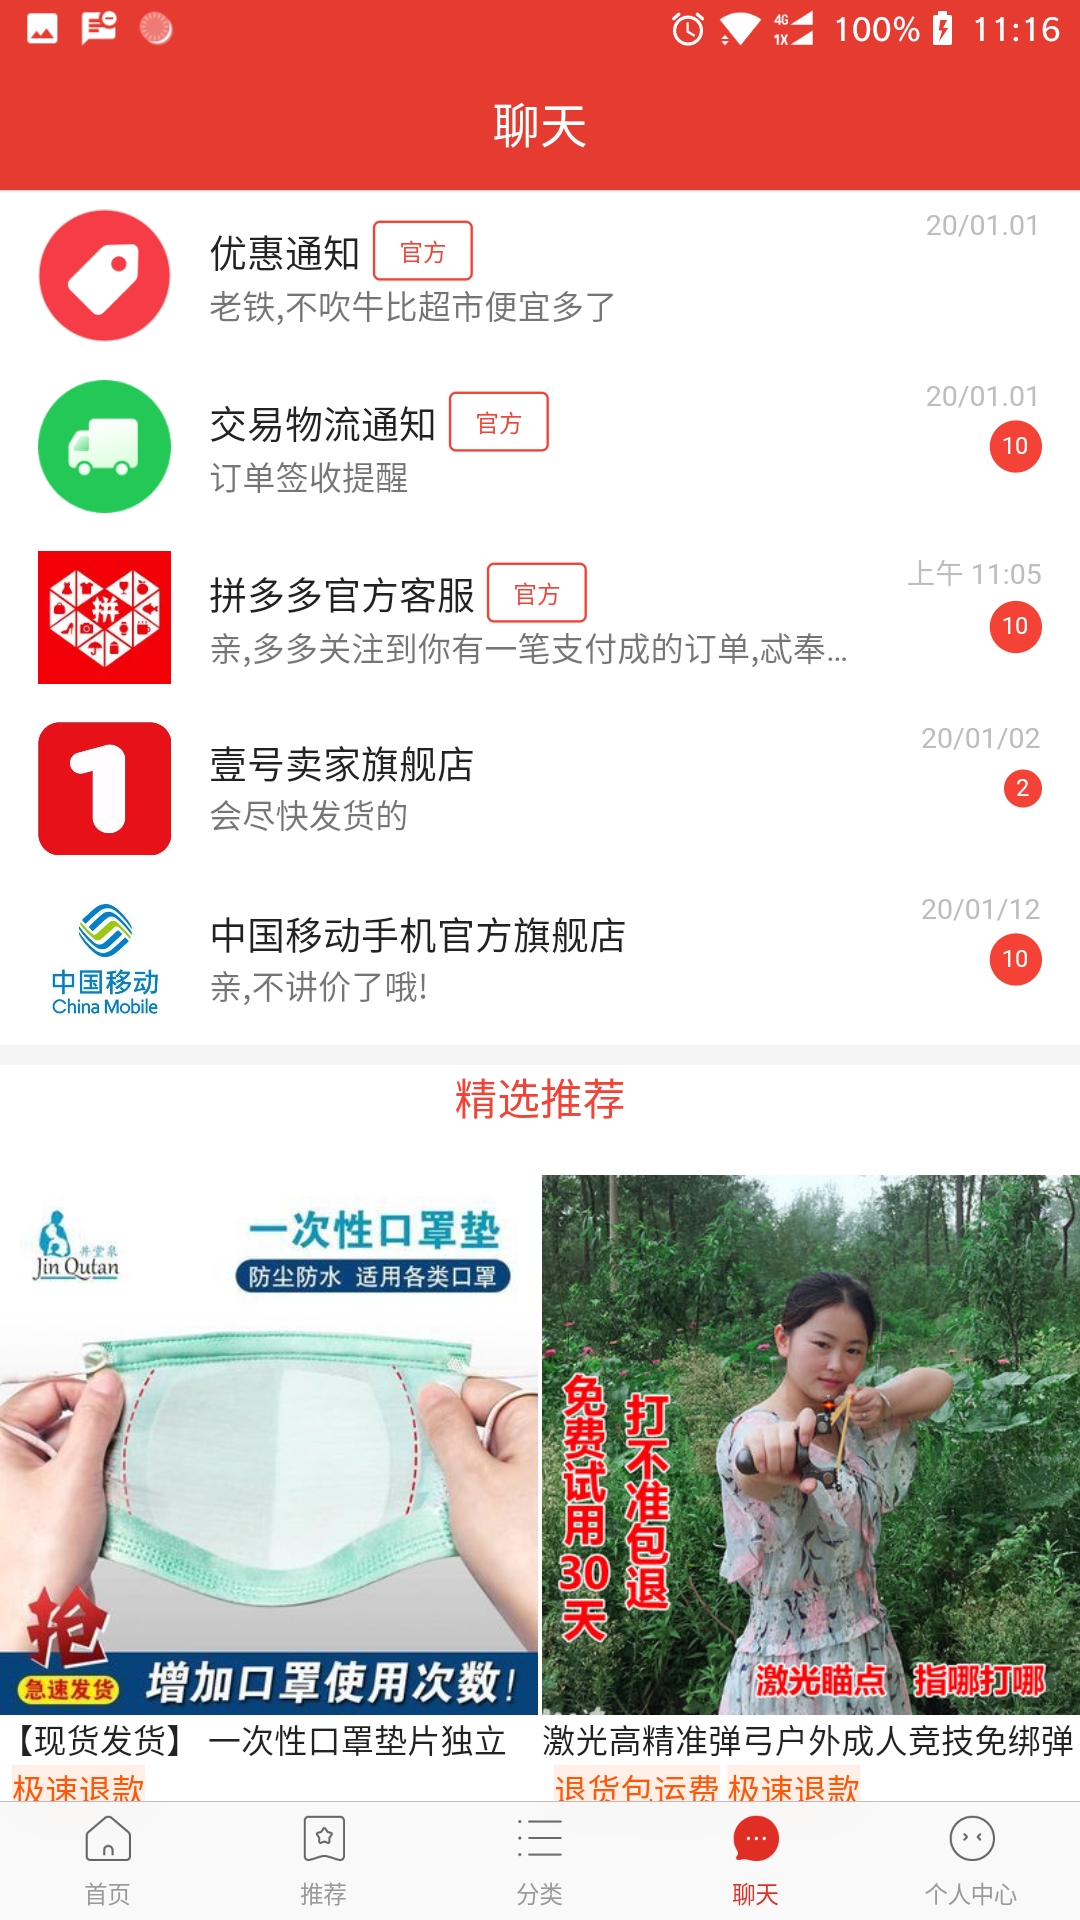 4G
1X
100%
11:16
聊天
优惠通知 官方
20/01.01
老铁,不吹牛比超市便宜多了
交易物流通知 官方
20/01.01
订单签收提醒
10
拼
拼多多官方客服 官方
上午 11:05
亲,多多关注到你有一笔支付成的订单,忒奉...
10
1
壹号卖家旗舰店
20/01/02
会尽快发货的
2
中国移动
China Mobile
中国移动手机官方旗舰店
20/01/12
亲,不讲价了哦!
10
精选推荐
井堂泉
Jin Qutan
一次性口罩垫
防尘防水 适用各类口罩
抢
急速发货
增加口罩使用次数!
免费试用30天
打不准包退
激光瞄点 指哪打哪
【现货发货】 一次性口罩垫片独立
极速退款
激光高精准弹弓户外成人竞技免绑弹
退货包运费 极速退款
首页
推荐
分类
聊天
个人中心